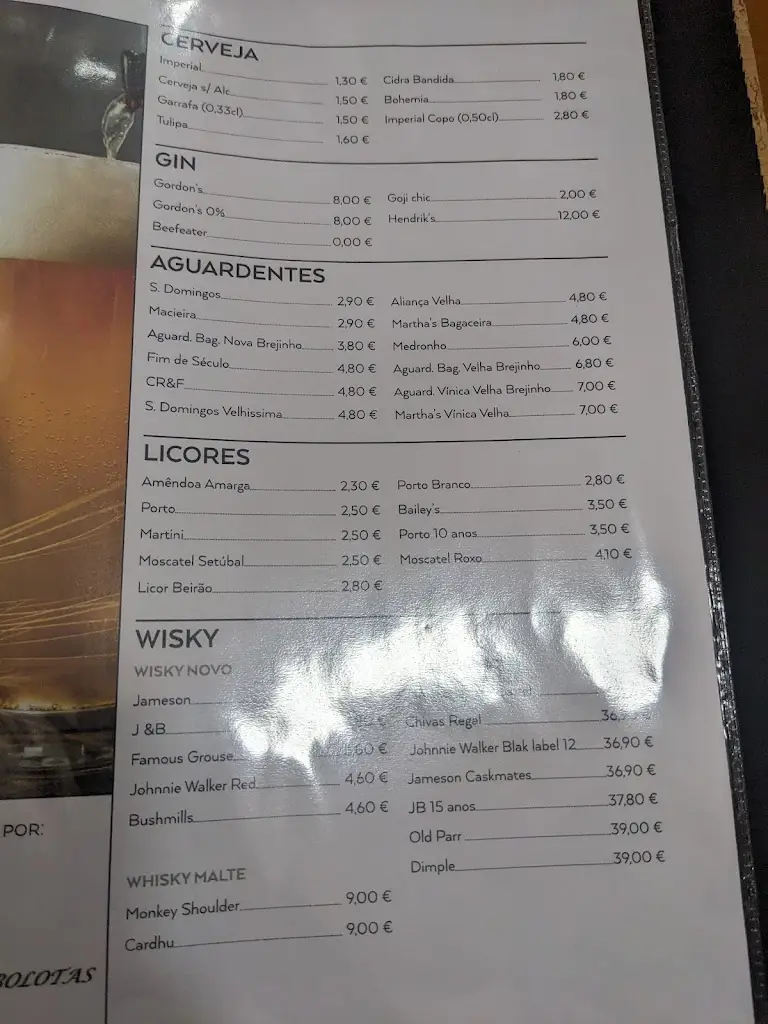 CERVEJA
Imperial 1,30 €
Cerveja s/ Alc. 1,50 €
Garrafa (0,33cl) 1,50 €
Tulipa 1,60 €
Cidra Bandida 1,80 €
Bohemia 1,80 €
Imperial Copo (0,50cl) 2,80 €
GIN
Gordon's 8,00 €
Gordon's 0% 8,00 €
Beefeater 0,00 €
Goji chic 2,00 €
Hendrik's 12,00 €
AGUARDENTES
S. Domingos 2,90 €
Macieira 2,90 €
Aguard. Bag. Nova Brejinho 3,80 €
Fim de Século 4,80 €
CR&F 4,80 €
S. Domingos Velhissima 4,80 €
Aliança Velha 4,80 €
Martha's Bagaceira 4,80 €
Medronho 6,00 €
Aguard. Bag. Velha Brejinho 6,80 €
Aguard. Vínica Velha Brejinho 7,00 €
Martha's Vínica Velha 7,00 €
LICORES
Amêndoa Amarga 2,30 €
Porto 2,50 €
Martini 2,50 €
Moscatel Setúbal 2,50 €
Licor Beirão 2,80 €
Porto Branco 2,80 €
Bailey's 3,50 €
Porto 10 anos 3,50 €
Moscatel Roxo 4,10 €
WISKY
WISKY NOVO
Jameson
J &B
Famous Grouse
Johnnie Walker Red 4,60 €
Bushmills 4,60 €
Chivas Regal
Johnnie Walker Blak label 12 36,90 €
Jameson Caskmates 36,90 €
JB 15 anos 37,80 €
Old Parr 39,00 €
Dimple 39,00 €
WHISKY MALTE
Monkey Shoulder 9,00 €
Cardhu 9,00 €
POR:
BOLOTAS